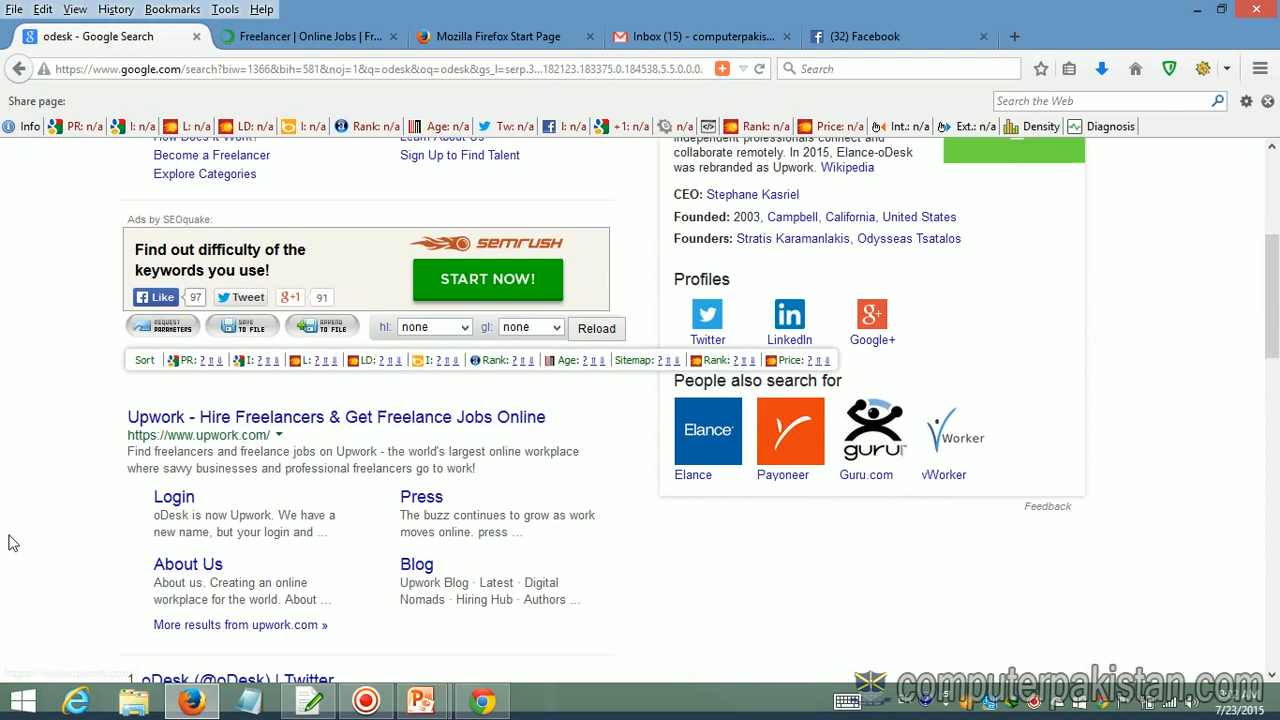 File Edit View History Bookmarks Tools Help
odesk - Google Search
Freelancer | Online Jobs | Fr...
Mozilla Firefox Start Page
Inbox (15) - computerpakis...
(32) Facebook
https://www.google.com/search?biw=1366&bih=581&noj=1&q=odesk&oq=odesk&gs_l=serp.3...182123.183375.0.184538.5.5.0.0.0.
Search
Share page:
Search the Web
Info PR: n/a I: n/a L: n/a LD: n/a I: n/a Rank: n/a Age: n/a Tw: n/a I: n/a +1: n/a n/a Rank: n/a Price: n/a Int.: n/a Ext.: n/a Density Diagnosis
How Does it Work?
Learn About Us
Become a Freelancer
Sign Up to Find Talent
Explore Categories
Ads by SEOquake:
Find out difficulty of the
keywords you use!
SEMRUSH
START NOW!
Like 97 Tweet +1 91
REQUEST PARAMETERS
SAVE TO FILE
APPEND TO FILE
hl: none gl: none Reload
Sort PR: ? I: ? L: ? LD: ? I: ? Rank: ? Age: ? Sitemap: ? Rank: ? Price: ?
Upwork - Hire Freelancers & Get Freelance Jobs Online
https://www.upwork.com/
Find freelancers and freelance jobs on Upwork - the world's largest online workplace
where savvy businesses and professional freelancers go to work!
Login
oDesk is now Upwork. We have a
new name, but your login and ...
Press
The buzz continues to grow as work
moves online. press ...
About Us
About us. Creating an online
workplace for the world. About ...
Blog
Upwork Blog · Latest · Digital
Nomads · Hiring Hub · Authors ...
More results from upwork.com »
oDesk (@oDesk) | Twitter
independent professionals connect and
collaborate remotely. In 2015, Elance-oDesk
was rebranded as Upwork. Wikipedia
CEO: Stephane Kasriel
Founded: 2003, Campbell, California, United States
Founders: Stratis Karamanlakis, Odysseas Tsatalos
Profiles
Twitter LinkedIn Google+
People also search for
Elance
guru.com
vWorker
Elance Payoneer Guru.com vWorker
Feedback
computerpakistan.com
7/23/2015